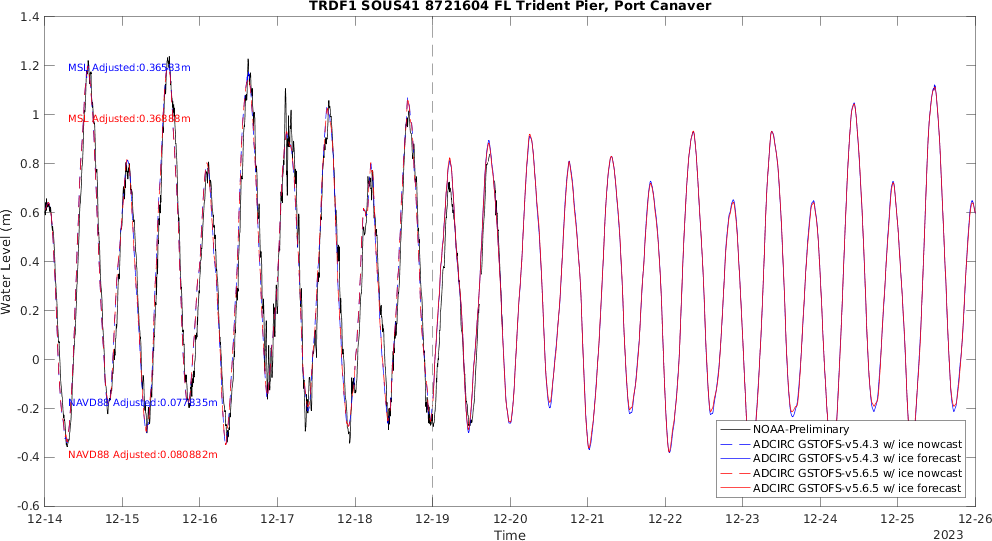 TRDF1 SOUS41 8721604 FL Trident Pier, Port Canaver
1.4
1.2
1
0.8
0.6
0.4
0.2
0
-0.2
-0.4
-0.6
Water Level (m)
MSL Adjusted:0.36583m
MSL Adjusted:0.36888m
NAVD88 Adjusted:0.077835m
NAVD88 Adjusted:0.080882m
NOAA-Preliminary
ADCIRC GSTOFS-v5.4.3 w/ ice nowcast
ADCIRC GSTOFS-v5.4.3 w/ ice forecast
ADCIRC GSTOFS-v5.6.5 w/ ice nowcast
ADCIRC GSTOFS-v5.6.5 w/ ice forecast
12-14 12-15 12-16 12-17 12-18 12-19 12-20 12-21 12-22 12-23 12-24 12-25 12-26
Time
2023